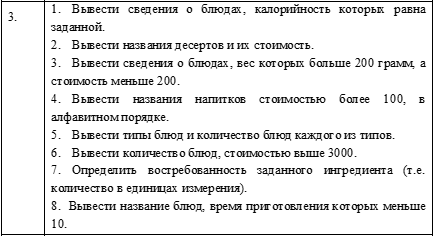 3.
1. Вывести сведения о блюдах, калорийность которых равна
заданной.
2. Вывести названия десертов и их стоимость.
3. Вывести сведения о блюдах, вес которых больше 200 грамм, а
стоимость меньше 200.
4. Вывести названия напитков стоимостью более 100, в
алфавитном порядке.
5. Вывести типы блюд и количество блюд каждого из типов.
6. Вывести количество блюд, стоимостью выше 3000.
7. Определить востребованность заданного ингредиента (т.е.
количество в единицах измерения).
8. Вывести название блюд, время приготовления которых меньше
10.